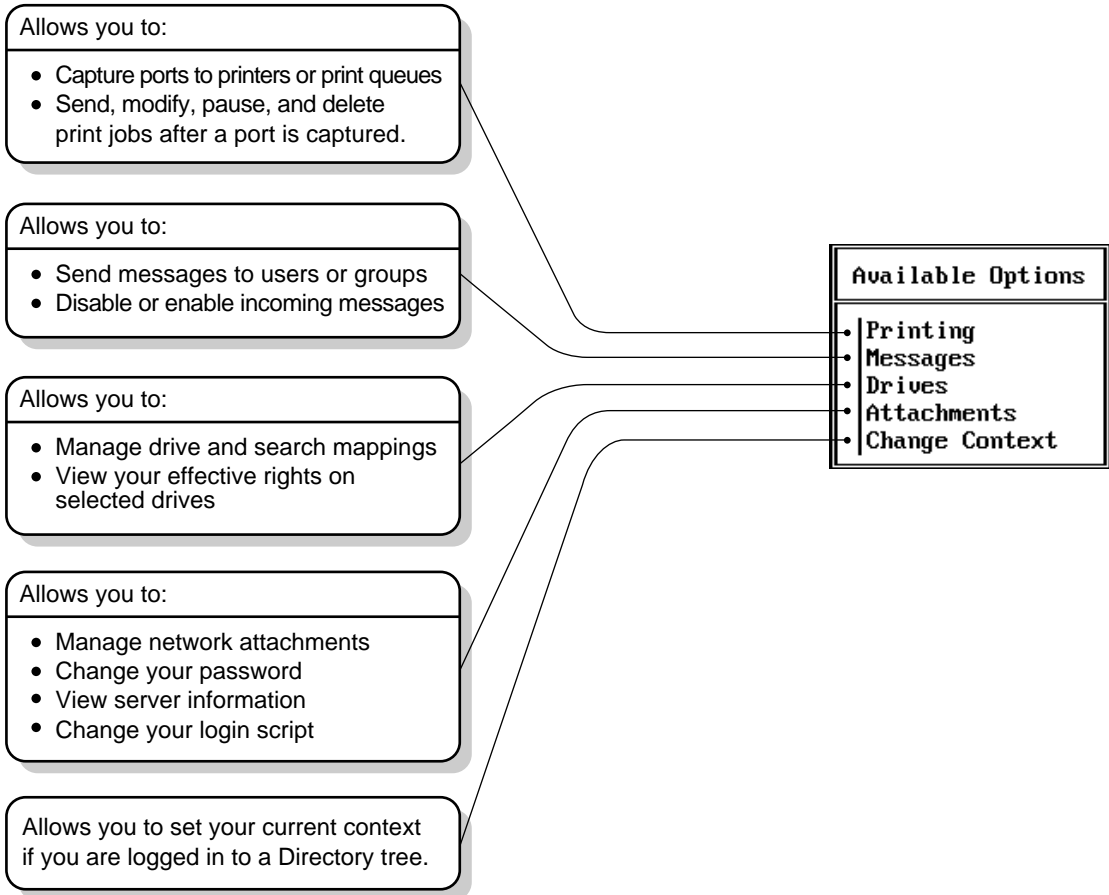 Allows you to:
• Capture ports to printers or print queues
• Send, modify, pause, and delete
print jobs after a port is captured.
Allows you to:
• Send messages to users or groups
• Disable or enable incoming messages
Allows you to:
• Manage drive and search mappings
• View your effective rights on
selected drives
Allows you to:
• Manage network attachments
• Change your password
• View server information
• Change your login script
Allows you to set your current context
if you are logged in to a Directory tree.
Available Options
Printing
Messages
Drives
Attachments
Change Context